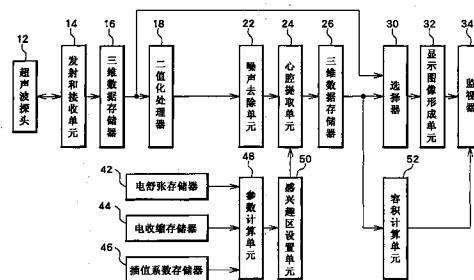 12
超声波探头
14
发射和接收单元
16
三维数据存储器
18
二值化处理器
22
噪声去除单元
24
心腔提取单元
26
三维数据存储器
30
选择器
32
显示图像形成单元
34
监视器
42
电舒张存储器
44
电收缩存储器
46
插值系数存储器
48
参数计算单元
50
感兴趣区设置单元
52
容积计算单元